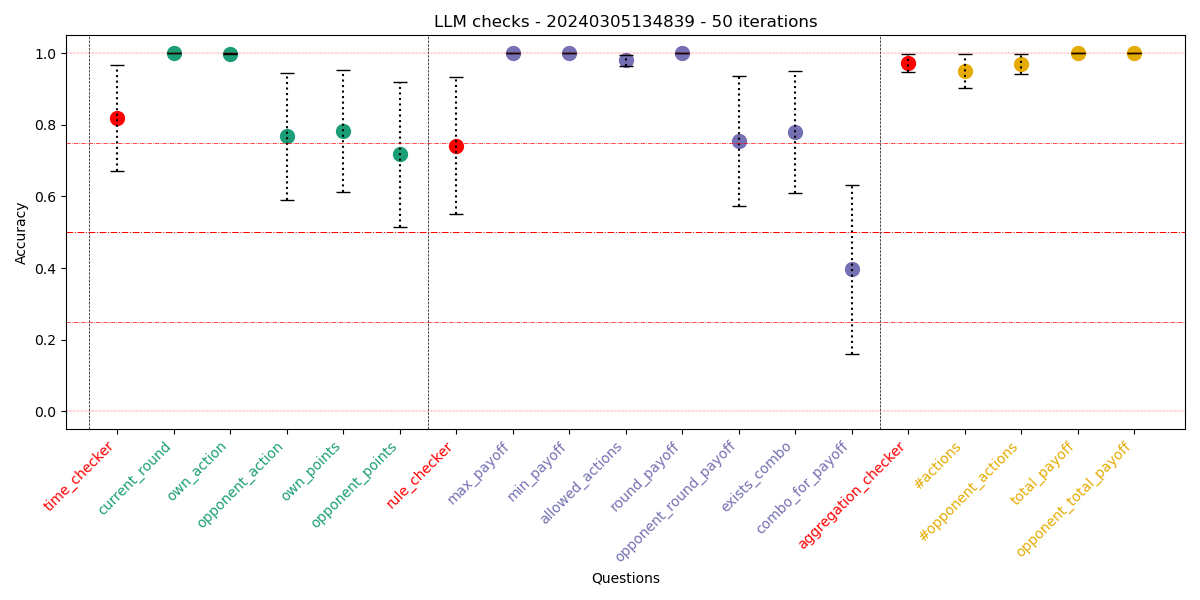 LLM checks - 20240305134839 - 50 iterations
Accuracy
1.0
0.8
0.6
0.4
0.2
0.0
time_checker
current_round
own_action
opponent_action
own_points
opponent_points
rule_checker
max_payoff
min_payoff
allowed_actions
round_payoff
opponent_round_payoff
exists_combo
combo_for_payoff
aggregation_checker
#actions
#opponent_actions
total_payoff
opponent_total_payoff
Questions